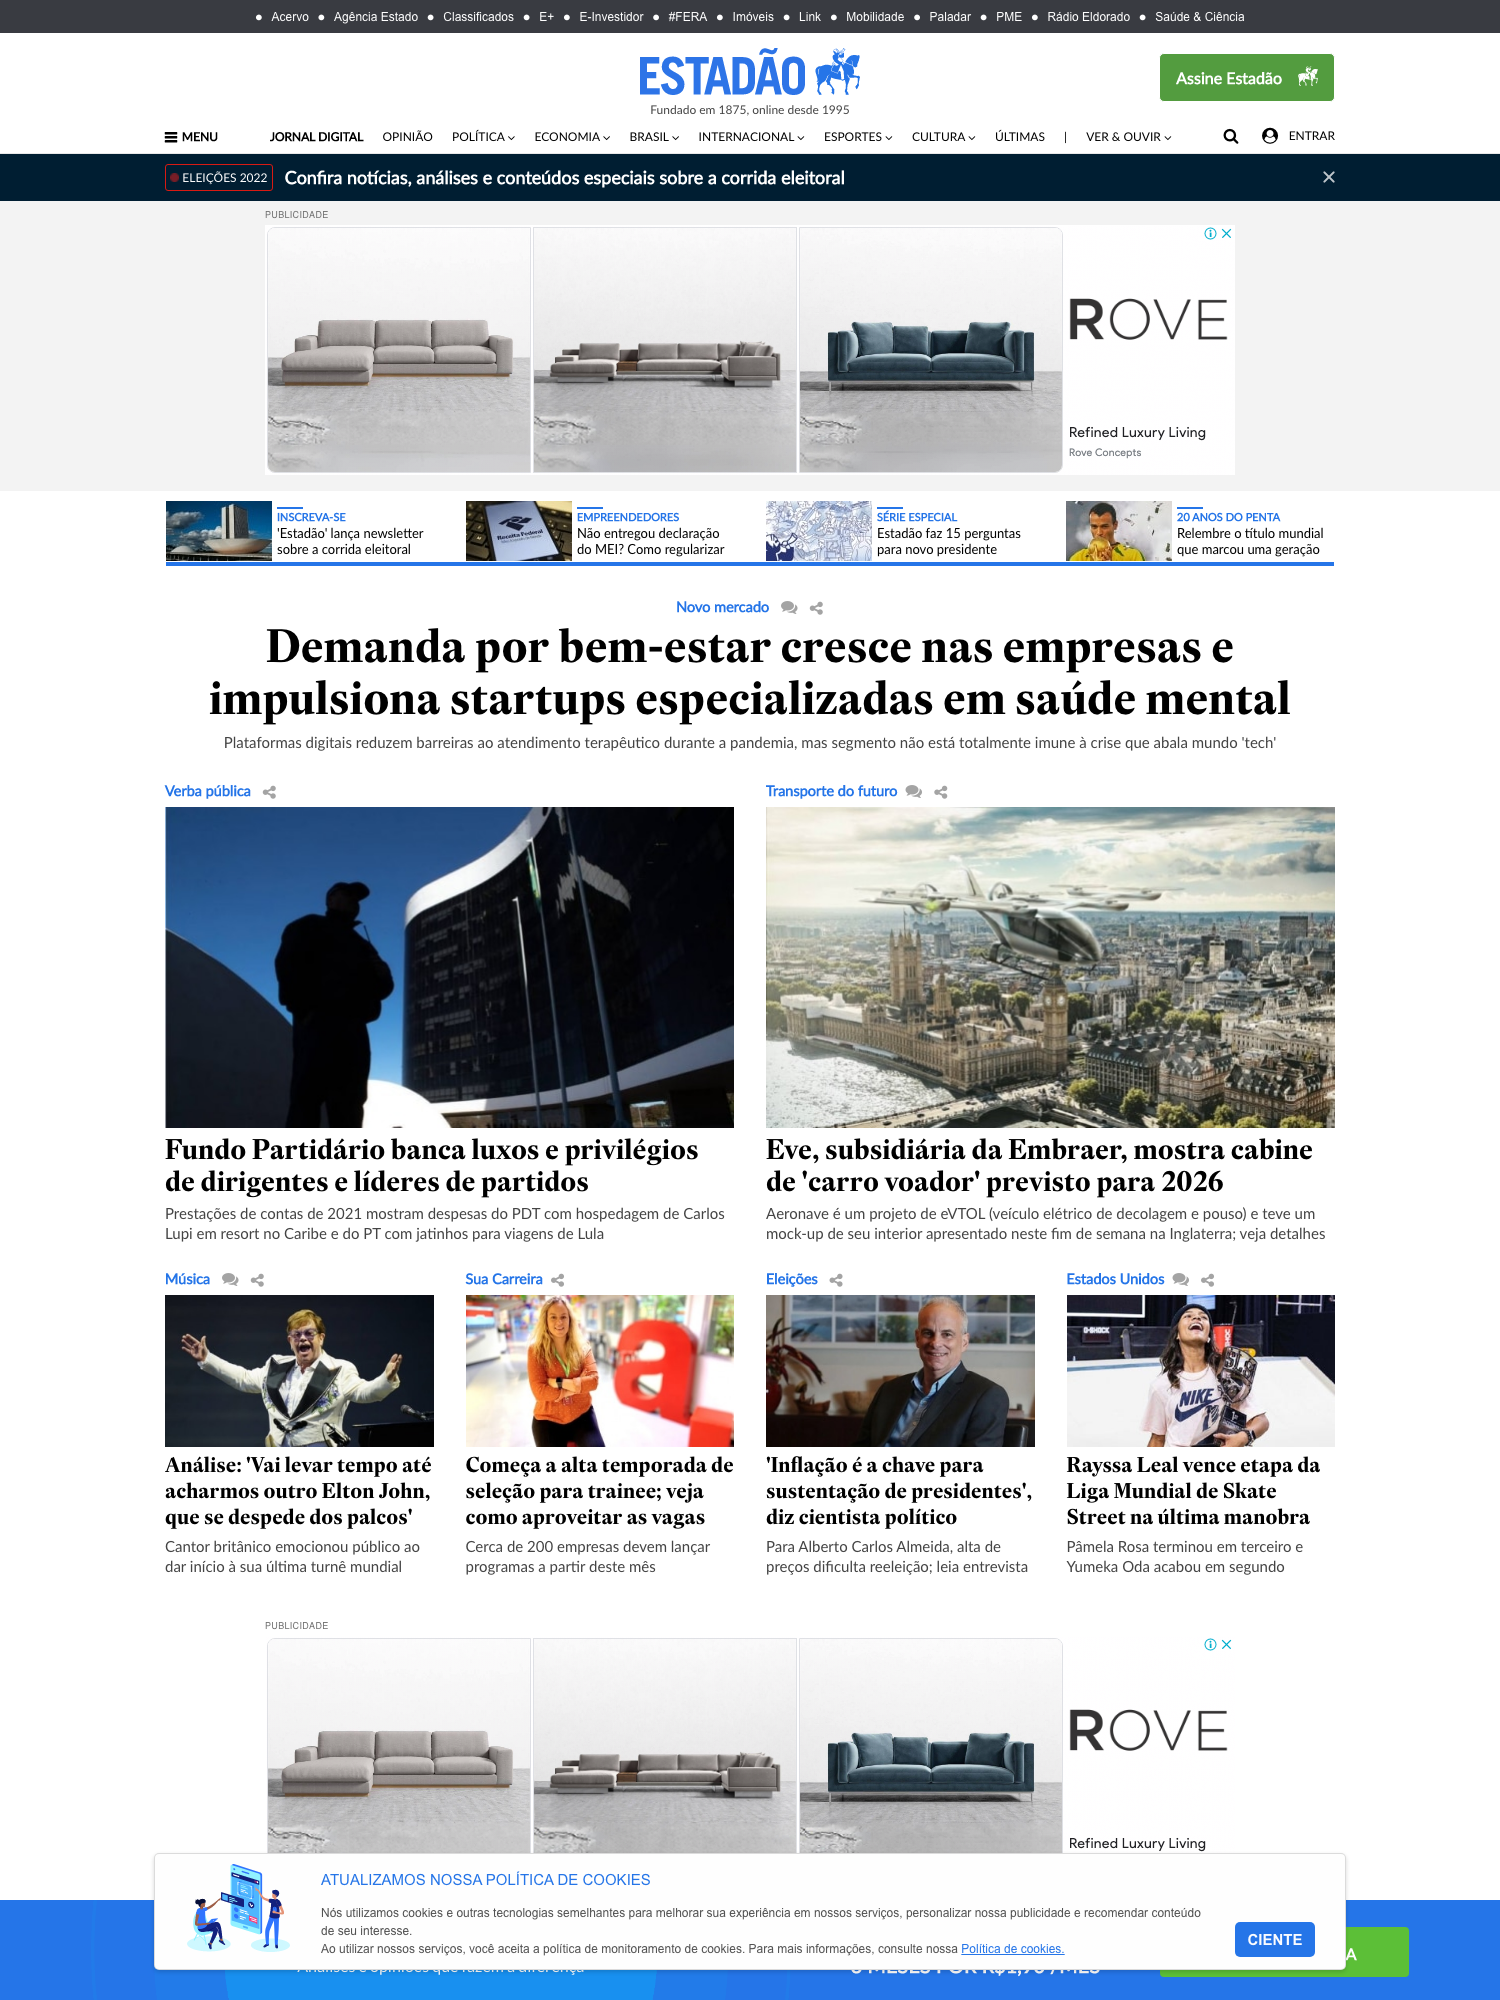 Acervo Agência Estado Classificados E+ E-Investidor #FERA Imóveis Link Mobilidade Paladar PME Rádio Eldorado Saúde & Ciência
ESTADÃO
Fundado em 1875, online desde 1995
Assine Estadão
MENU JORNAL DIGITAL OPINIÃO POLÍTICA ECONOMIA BRASIL INTERNACIONAL ESPORTES CULTURA ÚLTIMAS | VER & OUVIR ENTRAR
ELEIÇÕES 2022 Confira notícias, análises e conteúdos especiais sobre a corrida eleitoral
PUBLICIDADE
ROVE
Refined Luxury Living
Rove Concepts
INSCREVA-SE
'Estadão' lança newsletter
sobre a corrida eleitoral
Receita Federal
EMPREENDEDORES
Não entregou declaração
do MEI? Como regularizar
SÉRIE ESPECIAL
Estadão faz 15 perguntas
para novo presidente
20 ANOS DO PENTA
Relembre o título mundial
que marcou uma geração
Novo mercado
Demanda por bem-estar cresce nas empresas e
impulsiona startups especializadas em saúde mental
Plataformas digitais reduzem barreiras ao atendimento terapêutico durante a pandemia, mas segmento não está totalmente imune à crise que abala mundo 'tech'
Verba pública
Fundo Partidário banca luxos e privilégios
de dirigentes e líderes de partidos
Prestações de contas de 2021 mostram despesas do PDT com hospedagem de Carlos
Lupi em resort no Caribe e do PT com jatinhos para viagens de Lula
Transporte do futuro
Eve, subsidiária da Embraer, mostra cabine
de 'carro voador' previsto para 2026
Aeronave é um projeto de eVTOL (veículo elétrico de decolagem e pouso) e teve um
mock-up de seu interior apresentado neste fim de semana na Inglaterra; veja detalhes
Música
Análise: 'Vai levar tempo até
acharmos outro Elton John,
que se despede dos palcos'
Cantor britânico emocionou público ao
dar início à sua última turnê mundial
Sua Carreira
a
Começa a alta temporada de
seleção para trainee; veja
como aproveitar as vagas
Cerca de 200 empresas devem lançar
programas a partir deste mês
Eleições
'Inflação é a chave para
sustentação de presidentes',
diz cientista político
Para Alberto Carlos Almeida, alta de
preços dificulta reeleição; leia entrevista
Estados Unidos
G-SHOCK
SLS
NIKE
Rayssa Leal vence etapa da
Liga Mundial de Skate
Street na última manobra
Pâmela Rosa terminou em terceiro e
Yumeka Oda acabou em segundo
PUBLICIDADE
ROVE
Refined Luxury Living
ATUALIZAMOS NOSSA POLÍTICA DE COOKIES
Nós utilizamos cookies e outras tecnologias semelhantes para melhorar sua experiência em nossos serviços, personalizar nossa publicidade e recomendar conteúdo
de seu interesse.
Ao utilizar nossos serviços, você aceita a política de monitoramento de cookies. Para mais informações, consulte nossa Política de cookies.
CIENTE
A